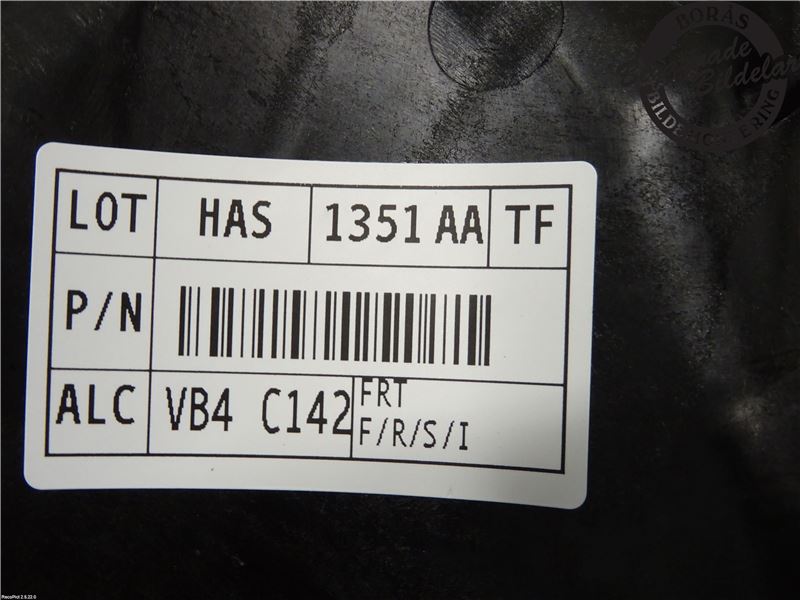 LOT HAS 1351 AA TF
P/N
ALC VB4 C142 FRT
F/R/S/I
BORÅS
Bildelar